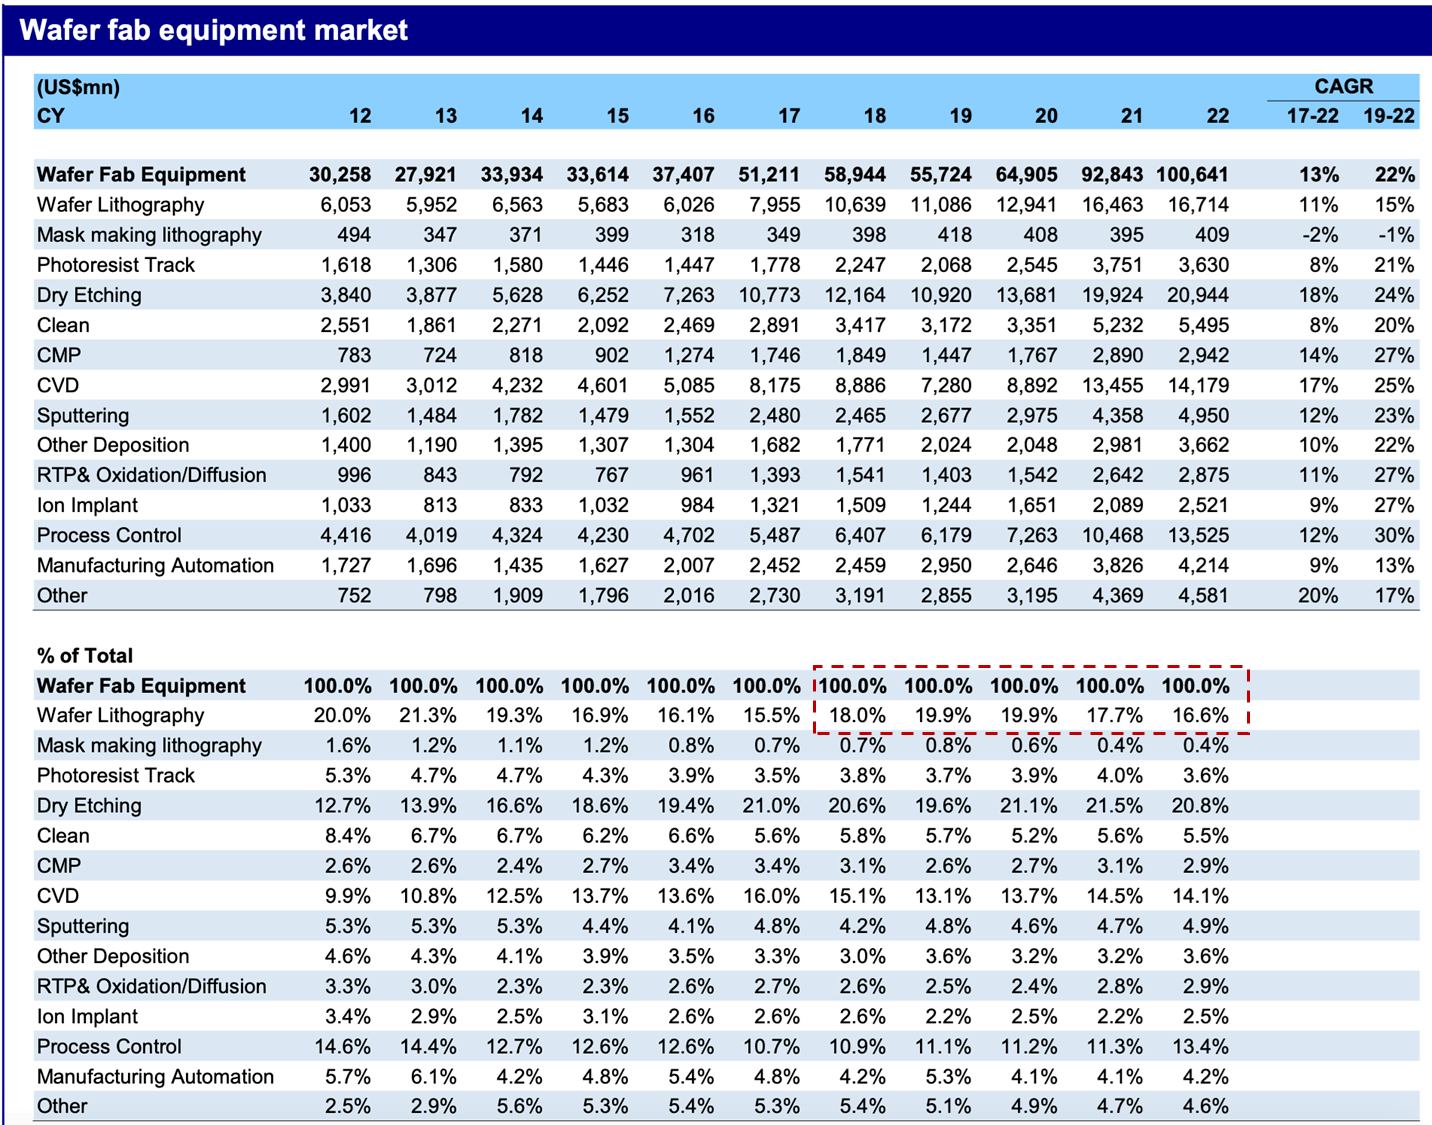 Wafer fab equipment market
(US$mn) CAGR
CY 12 13 14 15 16 17 18 19 20 21 22 17-22 19-22
Wafer Fab Equipment 30,258 27,921 33,934 33,614 37,407 51,211 58,944 55,724 64,905 92,843 100,641 13% 22%
Wafer Lithography 6,053 5,952 6,563 5,683 6,026 7,955 10,639 11,086 12,941 16,463 16,714 11% 15%
Mask making lithography 494 347 371 399 318 349 398 418 408 395 409 -2% -1%
Photoresist Track 1,618 1,306 1,580 1,446 1,447 1,778 2,247 2,068 2,545 3,751 3,630 8% 21%
Dry Etching 3,840 3,877 5,628 6,252 7,263 10,773 12,164 10,920 13,681 19,924 20,944 18% 24%
Clean 2,551 1,861 2,271 2,092 2,469 2,891 3,417 3,172 3,351 5,232 5,495 8% 20%
CMP 783 724 818 902 1,274 1,746 1,849 1,447 1,767 2,890 2,942 14% 27%
CVD 2,991 3,012 4,232 4,601 5,085 8,175 8,886 7,280 8,892 13,455 14,179 17% 25%
Sputtering 1,602 1,484 1,782 1,479 1,552 2,480 2,465 2,677 2,975 4,358 4,950 12% 23%
Other Deposition 1,400 1,190 1,395 1,307 1,304 1,682 1,771 2,024 2,048 2,981 3,662 10% 22%
RTP& Oxidation/Diffusion 996 843 792 767 961 1,393 1,541 1,403 1,542 2,642 2,875 11% 27%
Ion Implant 1,033 813 833 1,032 984 1,321 1,509 1,244 1,651 2,089 2,521 9% 27%
Process Control 4,416 4,019 4,324 4,230 4,702 5,487 6,407 6,179 7,263 10,468 13,525 12% 30%
Manufacturing Automation 1,727 1,696 1,435 1,627 2,007 2,452 2,459 2,950 2,646 3,826 4,214 9% 13%
Other 752 798 1,909 1,796 2,016 2,730 3,191 2,855 3,195 4,369 4,581 20% 17%
% of Total
Wafer Fab Equipment 100.0% 100.0% 100.0% 100.0% 100.0% 100.0% 100.0% 100.0% 100.0% 100.0% 100.0%
Wafer Lithography 20.0% 21.3% 19.3% 16.9% 16.1% 15.5% 18.0% 19.9% 19.9% 17.7% 16.6%
Mask making lithography 1.6% 1.2% 1.1% 1.2% 0.8% 0.7% 0.7% 0.8% 0.6% 0.4% 0.4%
Photoresist Track 5.3% 4.7% 4.7% 4.3% 3.9% 3.5% 3.8% 3.7% 3.9% 4.0% 3.6%
Dry Etching 12.7% 13.9% 16.6% 18.6% 19.4% 21.0% 20.6% 19.6% 21.1% 21.5% 20.8%
Clean 8.4% 6.7% 6.7% 6.2% 6.6% 5.6% 5.8% 5.7% 5.2% 5.6% 5.5%
CMP 2.6% 2.6% 2.4% 2.7% 3.4% 3.4% 3.1% 2.6% 2.7% 3.1% 2.9%
CVD 9.9% 10.8% 12.5% 13.7% 13.6% 16.0% 15.1% 13.1% 13.7% 14.5% 14.1%
Sputtering 5.3% 5.3% 5.3% 4.4% 4.1% 4.8% 4.2% 4.8% 4.6% 4.7% 4.9%
Other Deposition 4.6% 4.3% 4.1% 3.9% 3.5% 3.3% 3.0% 3.6% 3.2% 3.2% 3.6%
RTP& Oxidation/Diffusion 3.3% 3.0% 2.3% 2.3% 2.6% 2.7% 2.6% 2.5% 2.4% 2.8% 2.9%
Ion Implant 3.4% 2.9% 2.5% 3.1% 2.6% 2.6% 2.6% 2.2% 2.5% 2.2% 2.5%
Process Control 14.6% 14.4% 12.7% 12.6% 12.6% 10.7% 10.9% 11.1% 11.2% 11.3% 13.4%
Manufacturing Automation 5.7% 6.1% 4.2% 4.8% 5.4% 4.8% 4.2% 5.3% 4.1% 4.1% 4.2%
Other 2.5% 2.9% 5.6% 5.3% 5.4% 5.3% 5.4% 5.1% 4.9% 4.7% 4.6%